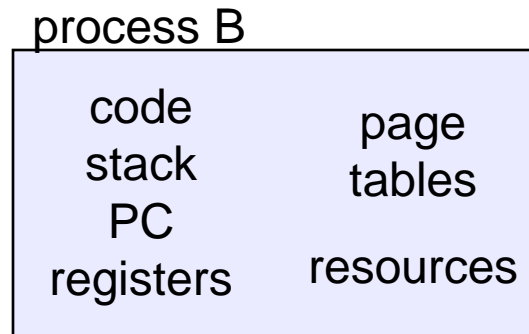 process B
code
stack
PC
registers
page
tables
resources